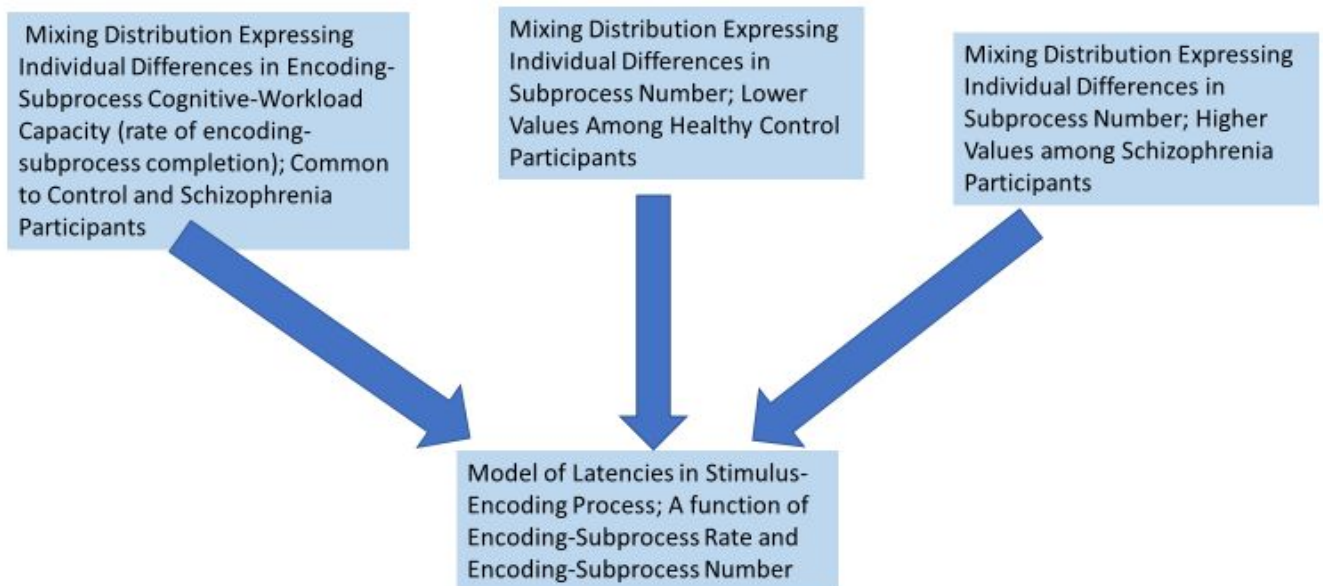 Mixing Distribution Expressing
Individual Differences in Encoding-
Subprocess Cognitive-Workload
Capacity (rate of encoding-
subprocess completion); Common
to Control and Schizophrenia
Participants
Mixing Distribution Expressing
Individual Differences in
Subprocess Number; Lower
Values Among Healthy Control
Participants
Mixing Distribution Expressing
Individual Differences in
Subprocess Number; Higher
Values among Schizophrenia
Participants
Model of Latencies in Stimulus-
Encoding Process; A function of
Encoding-Subprocess Rate and
Encoding-Subprocess Number